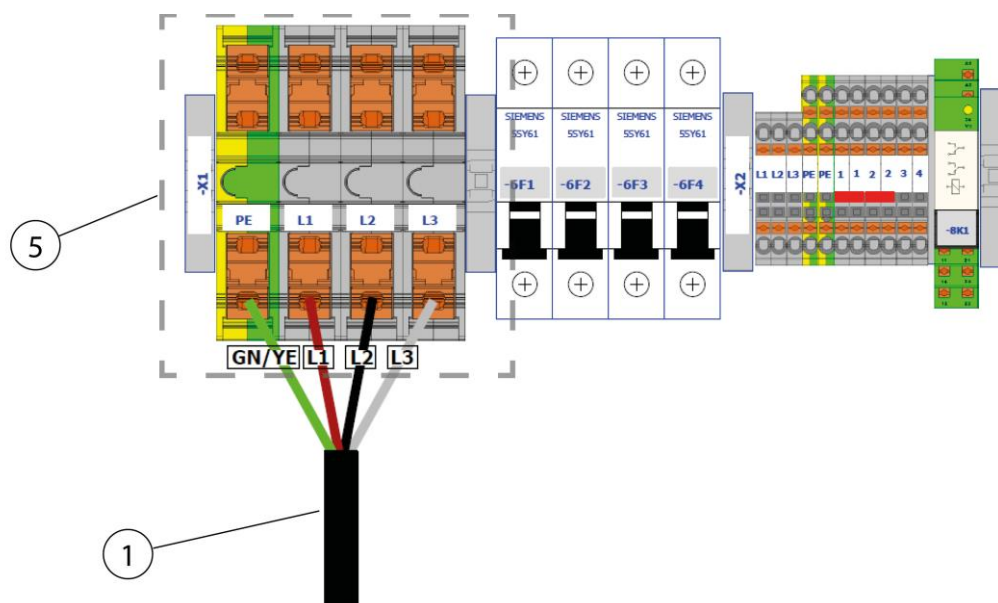 -X1
PE L1 L2 L3
SIEMENS SIEMENS SIEMENS SIEMENS
5SY61 5SY61 5SY61 5SY61
-6F1 -6F2 -6F3 -6F4
-X2
L1 L2 L3 PE PE 1 1 2 2 3 4
-8K1
GN/YE L1 L2 L3
5
1